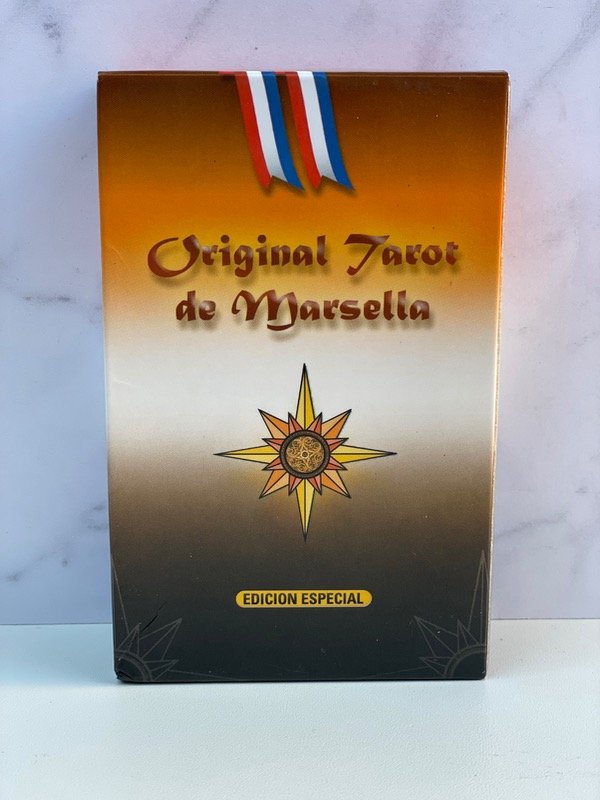 Original Tarot
de Marsella
EDICION ESPECIAL